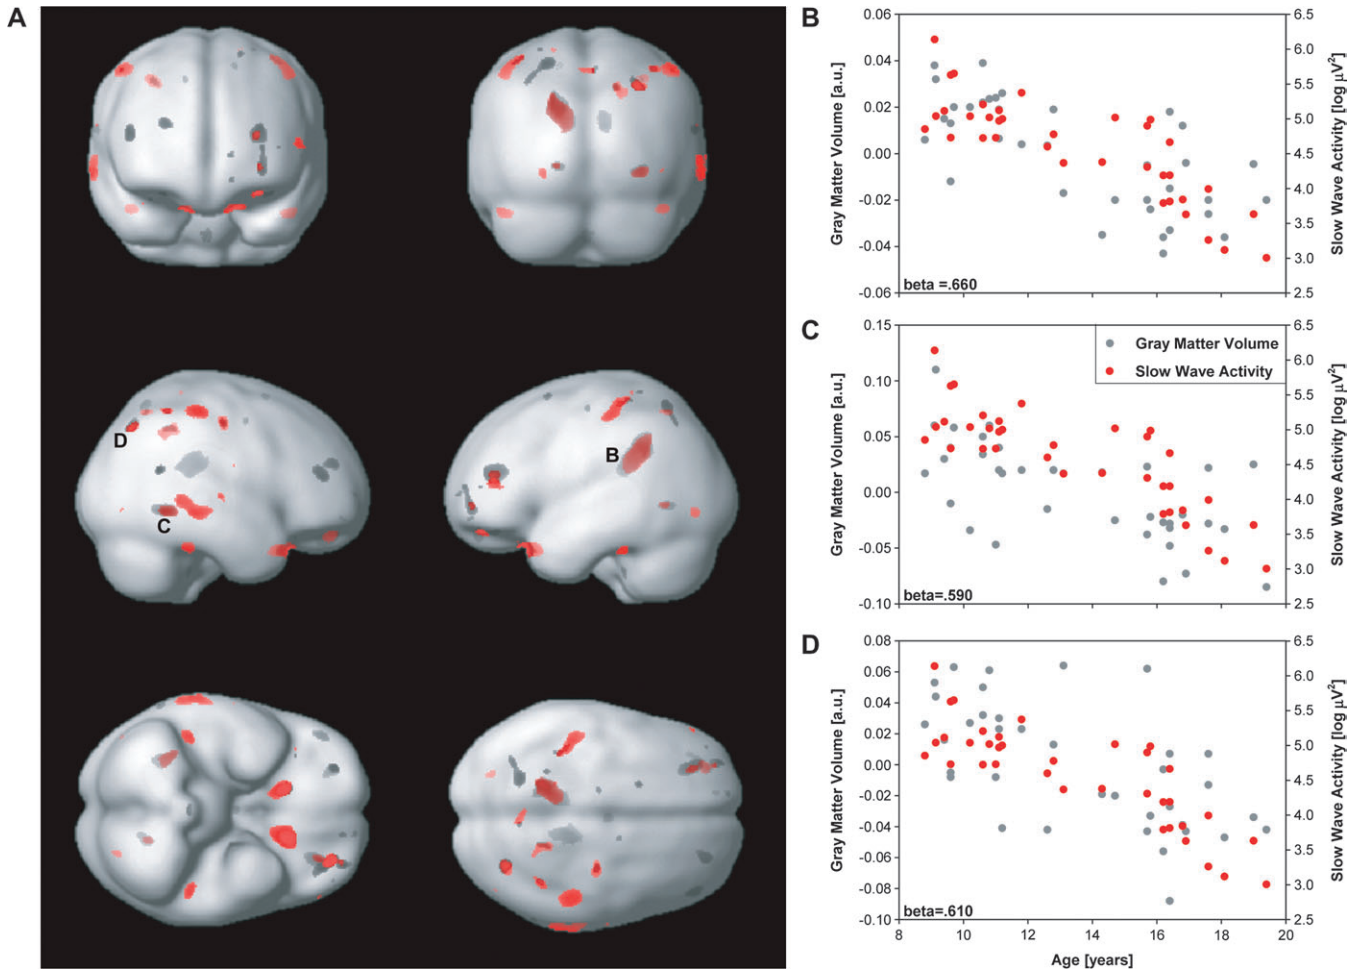 A
D
C
B
B
Gray Matter Volume [a.u.]
0.06
0.04
0.02
0.00
-0.02
-0.04
-0.06
beta =.660
6.5
6.0
5.5
5.0
4.5
4.0
3.5
3.0
2.5
Slow Wave Activity [log µV²]
C
Gray Matter Volume [a.u.]
0.15
0.10
0.05
0.00
-0.05
-0.10
Gray Matter Volume
Slow Wave Activity
beta=.590
6.5
6.0
5.5
5.0
4.5
4.0
3.5
3.0
2.5
Slow Wave Activity [log µV²]
D
Gray Matter Volume [a.u.]
0.08
0.06
0.04
0.02
0.00
-0.02
-0.04
-0.06
-0.08
-0.10
beta=.610
6.5
6.0
5.5
5.0
4.5
4.0
3.5
3.0
2.5
Slow Wave Activity [log µV²]
8 10 12 14 16 18 20
Age [years]